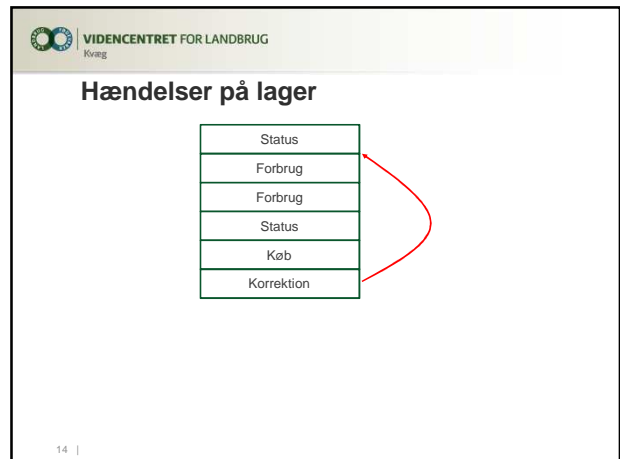 VIDENCENTRET FOR LANDBRUG
Kvæg
Hændelser på lager
Status
Forbrug
Forbrug
Status
Køb
Korrektion
14 |